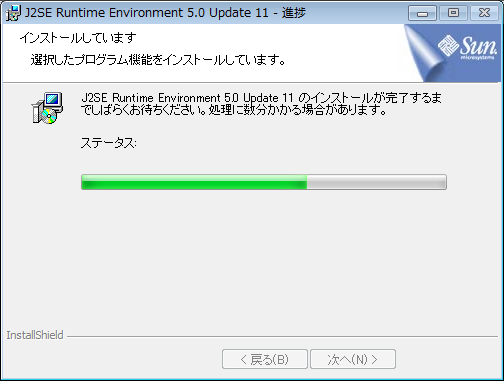 J2SE Runtime Environment 5.0 Update 11 - 進捗
インストールしています
選択したプログラム機能をインストールしています。
Sun
microsystems
J2SE Runtime Environment 5.0 Update 11 のインストールが完了するま
でしばらくお待ちください。処理に数分かかる場合があります。
ステータス:
InstallShield
< 戻る(B)
次へ(N) >